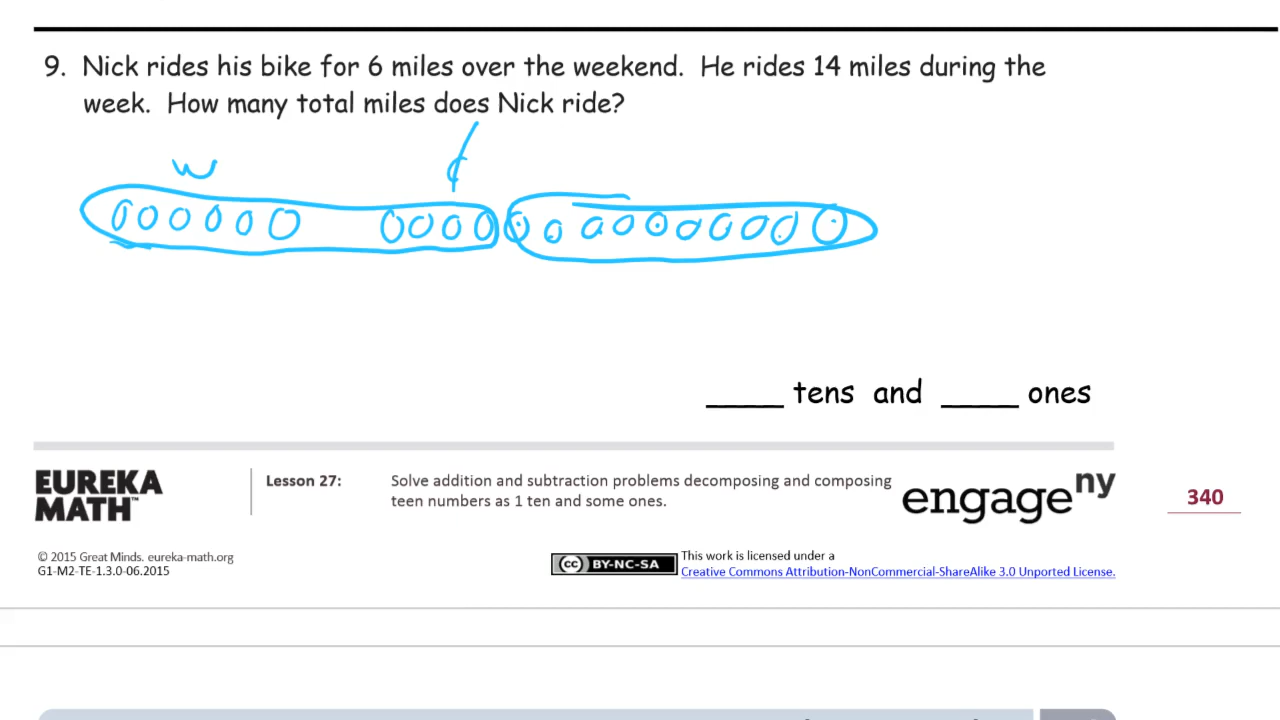 9. Nick rides his bike for 6 miles over the weekend. He rides 14 miles during the
week. How many total miles does Nick ride?
w
____ tens and ____ ones
EUREKA
MATH™
Lesson 27:
Solve addition and subtraction problems decomposing and composing
teen numbers as 1 ten and some ones.
engage ny
340
© 2015 Great Minds. eureka-math.org
G1-M2-TE-1.3.0-06.2015
cc BY-NC-SA
This work is licensed under a
Creative Commons Attribution-NonCommercial-ShareAlike 3.0 Unported License.